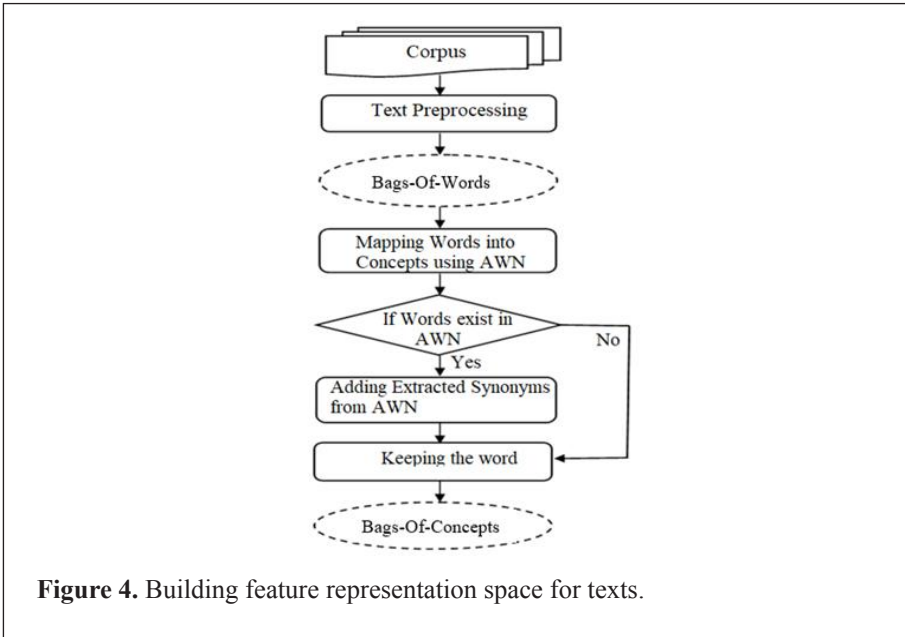 Corpus
Text Preprocessing
Bags-Of-Words
Mapping Words into
Concepts using AWN
If Words exist in
AWN
No
Yes
Adding Extracted Synonyms
from AWN
Keeping the word
Bags-Of-Concepts
Figure 4. Building feature representation space for texts.